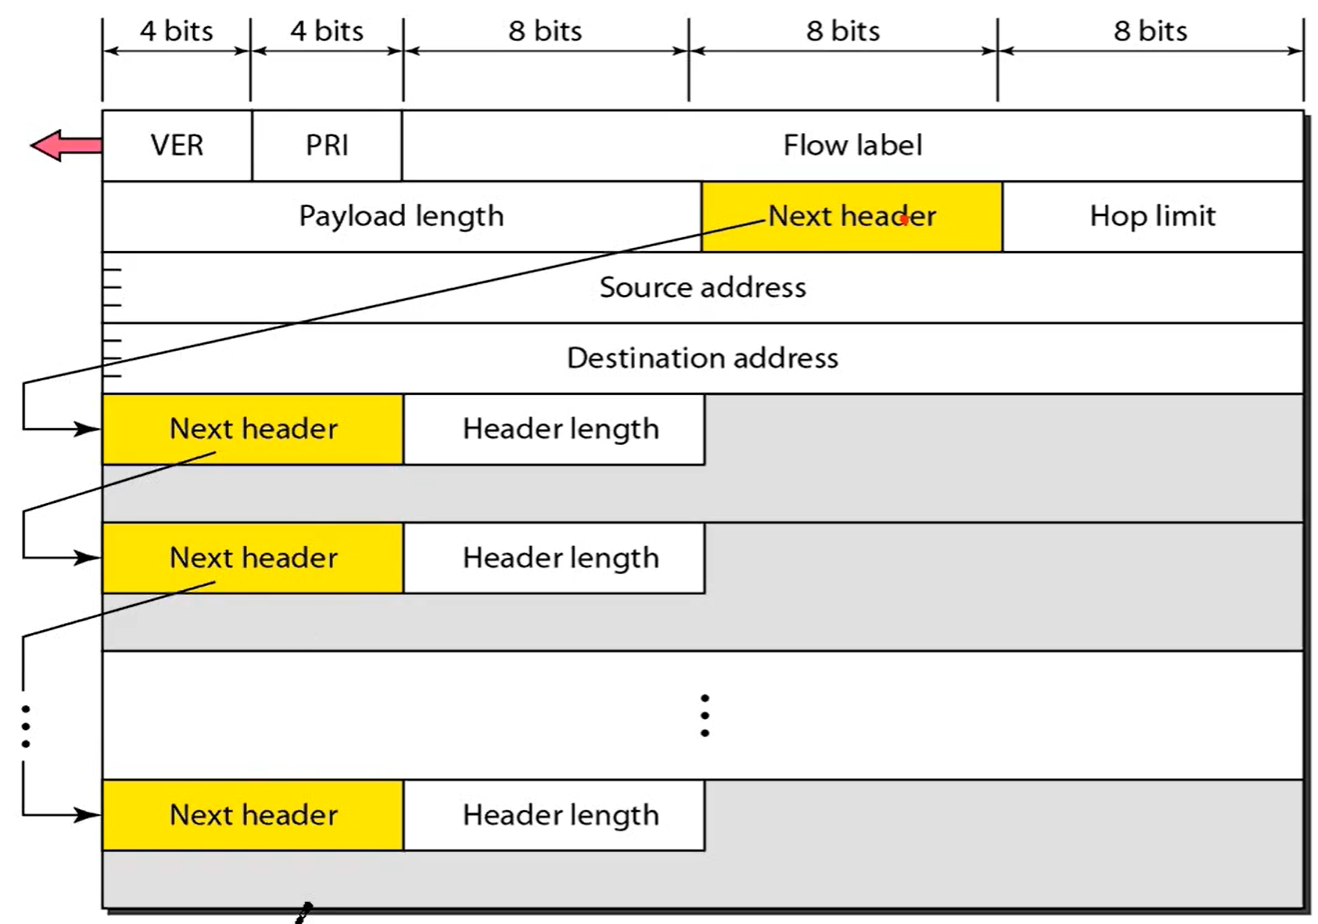 4 bits 4 bits 8 bits 8 bits 8 bits
VER PRI Flow label
Payload length Next header Hop limit
Source address
Destination address
Next header Header length
Next header Header length
Next header Header length